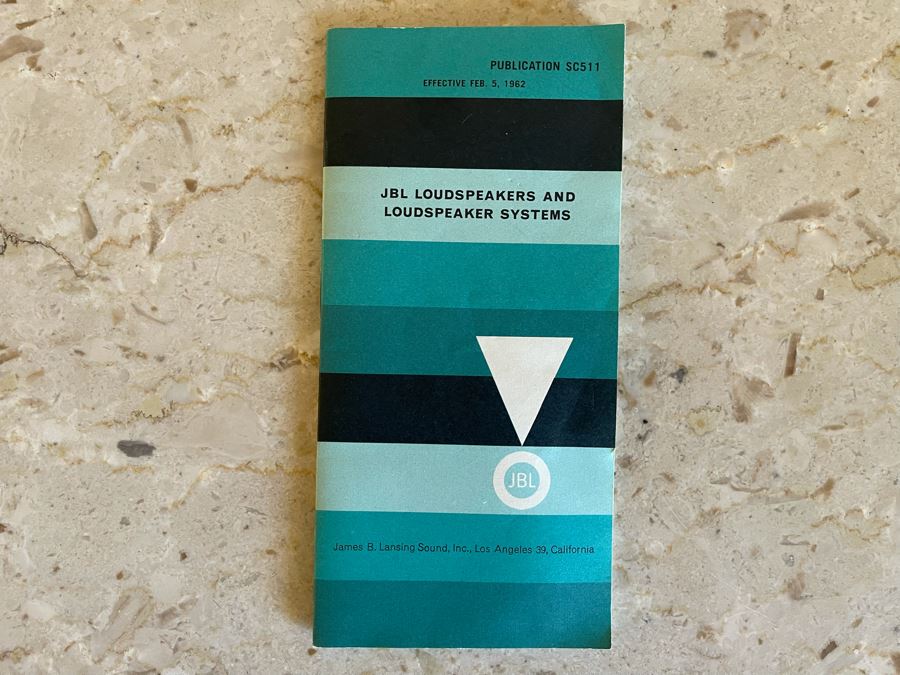 PUBLICATION SC511
EFFECTIVE FEB. 5, 1962
JBL LOUDSPEAKERS AND
LOUDSPEAKER SYSTEMS
JBL
James B. Lansing Sound, Inc., Los Angeles 39, California